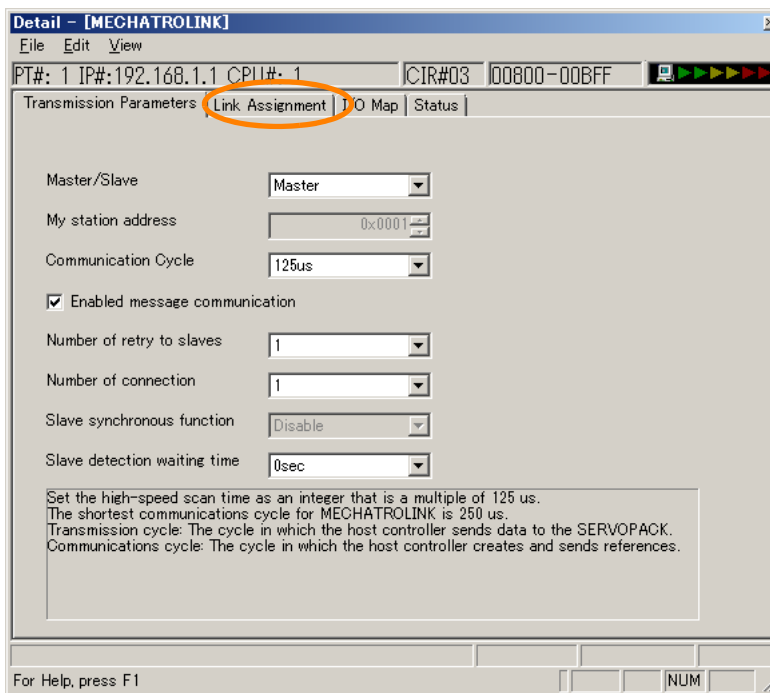 Detail - [MECHATROLINK]
File Edit View
PT#: 1 IP#:192.168.1.1 CPU#: 1 CIR#03 00800-00BFF
Transmission Parameters Link Assignment I/O Map Status
Master/Slave Master
My station address 0x0001
Communication Cycle 125us
Enabled message communication
Number of retry to slaves 1
Number of connection 1
Slave synchronous function Disable
Slave detection waiting time 0sec
Set the high-speed scan time as an integer that is a multiple of 125 us.
The shortest communications cycle for MECHATROLINK is 250 us.
Transmission cycle: The cycle in which the host controller sends data to the SERVOPACK.
Communications cycle: The cycle in which the host controller creates and sends references.
For Help, press F1 NUM